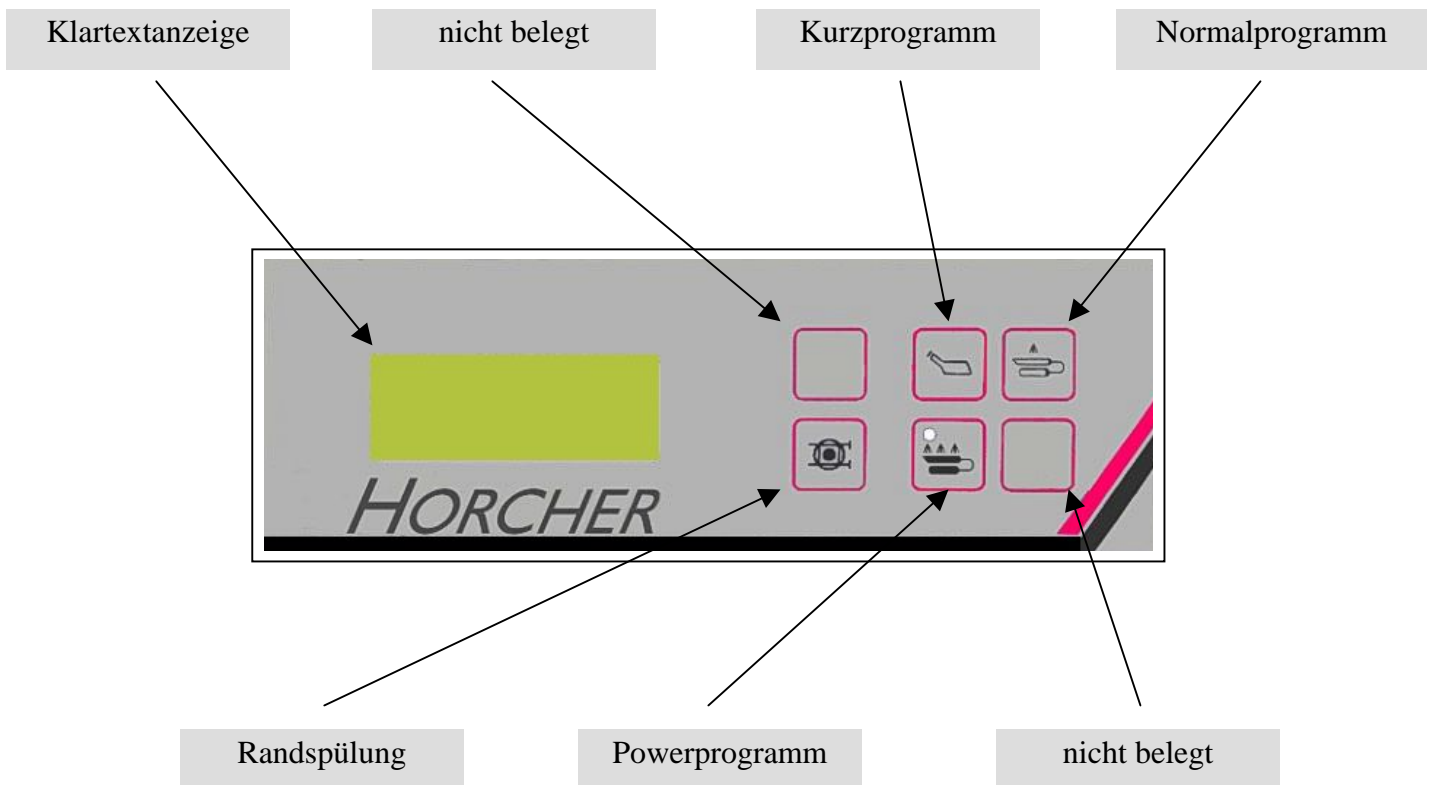 Klartextanzeige
nicht belegt
Kurzprogramm
Normalprogramm
HORCHER
Randspülung
Powerprogramm
nicht belegt